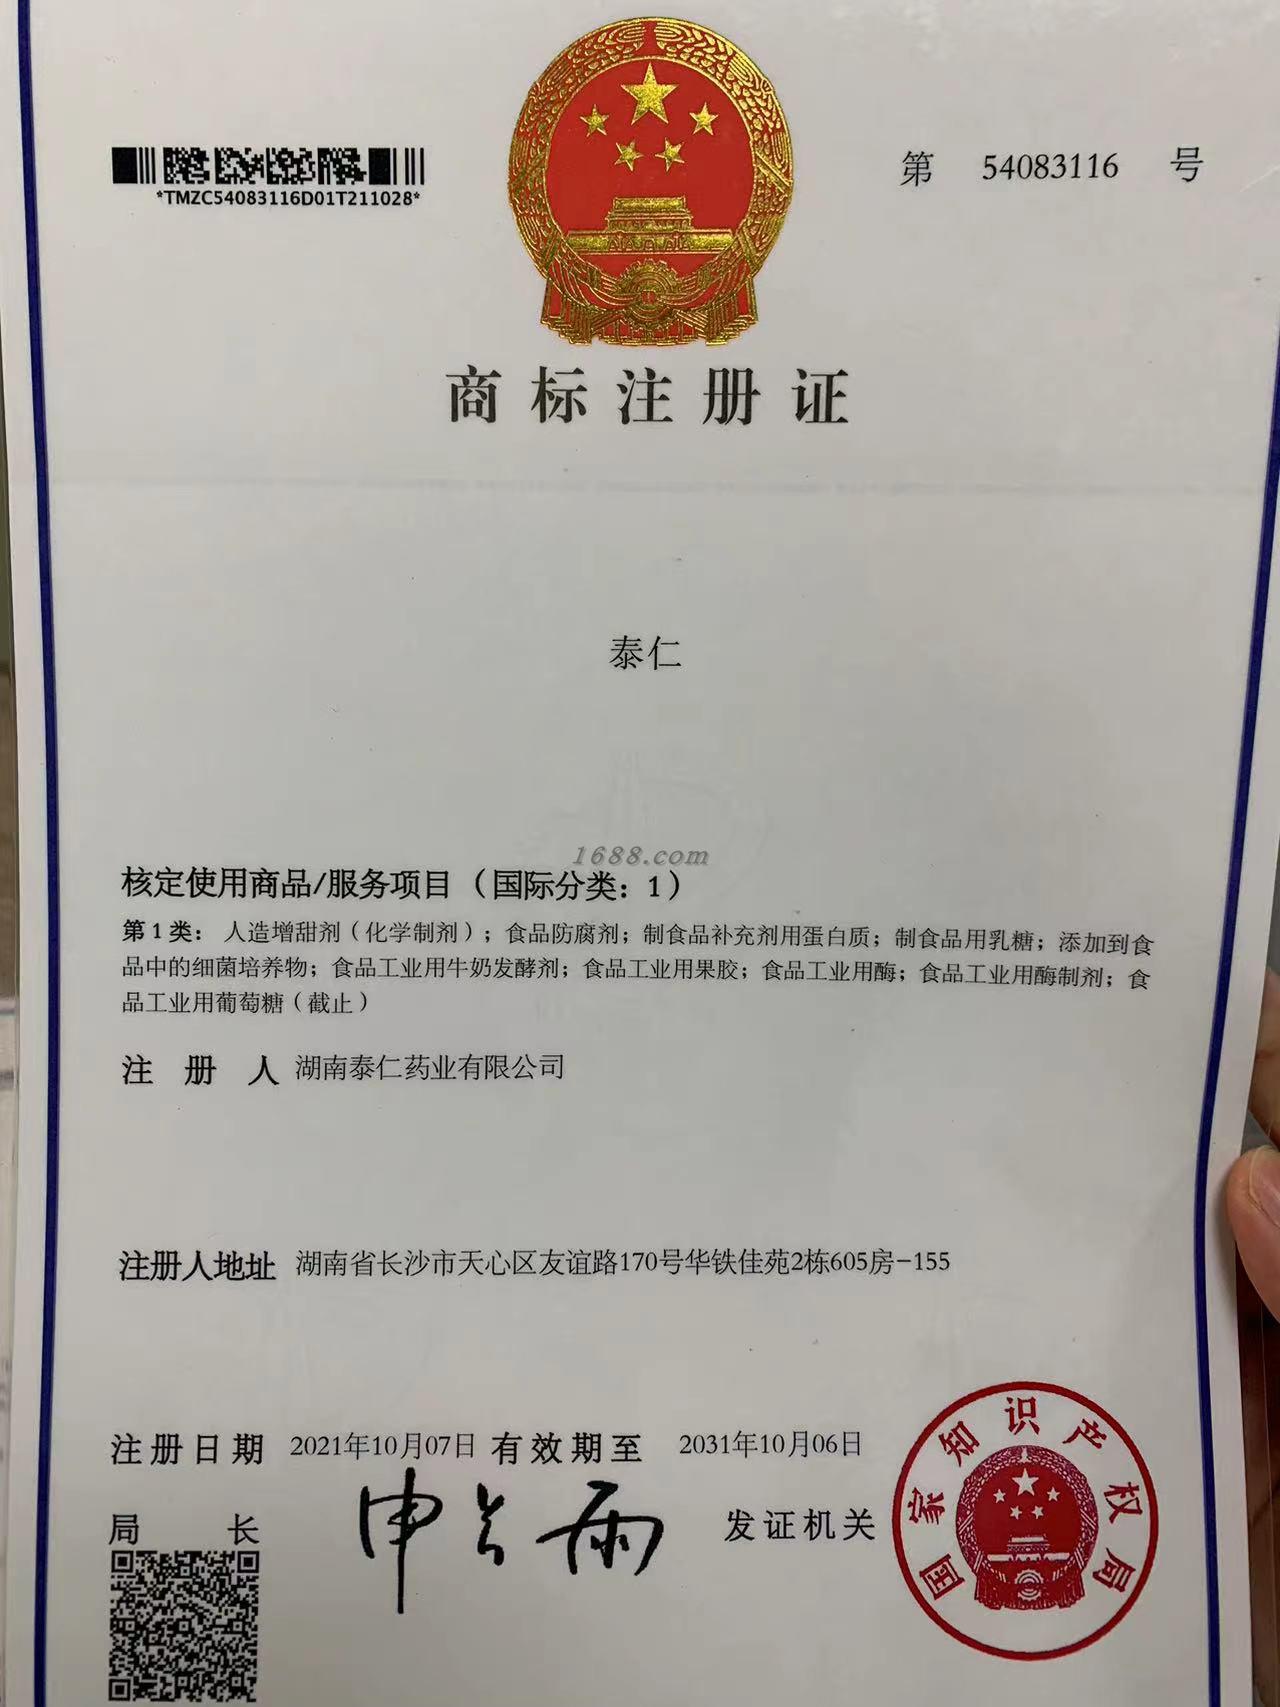 *TMZC54083116D01T211028*
第 54083116 号
商标注册证
泰仁
1688.com
核定使用商品/服务项目（国际分类：1）
第1类：人造增甜剂（化学制剂）；食品防腐剂；制食品补充剂用蛋白质；制食品用乳糖；添加到食
品中的细菌培养物；食品工业用牛奶发酵剂；食品工业用果胶；食品工业用酶；食品工业用酶制剂；食
品工业用葡萄糖（截止）
注册人 湖南泰仁药业有限公司
注册人地址 湖南省长沙市天心区友谊路170号华铁佳苑2栋605房-155
注册日期 2021年10月07日 有效期至 2031年10月06日
局长 申长雨 发证机关
国家知识产权局